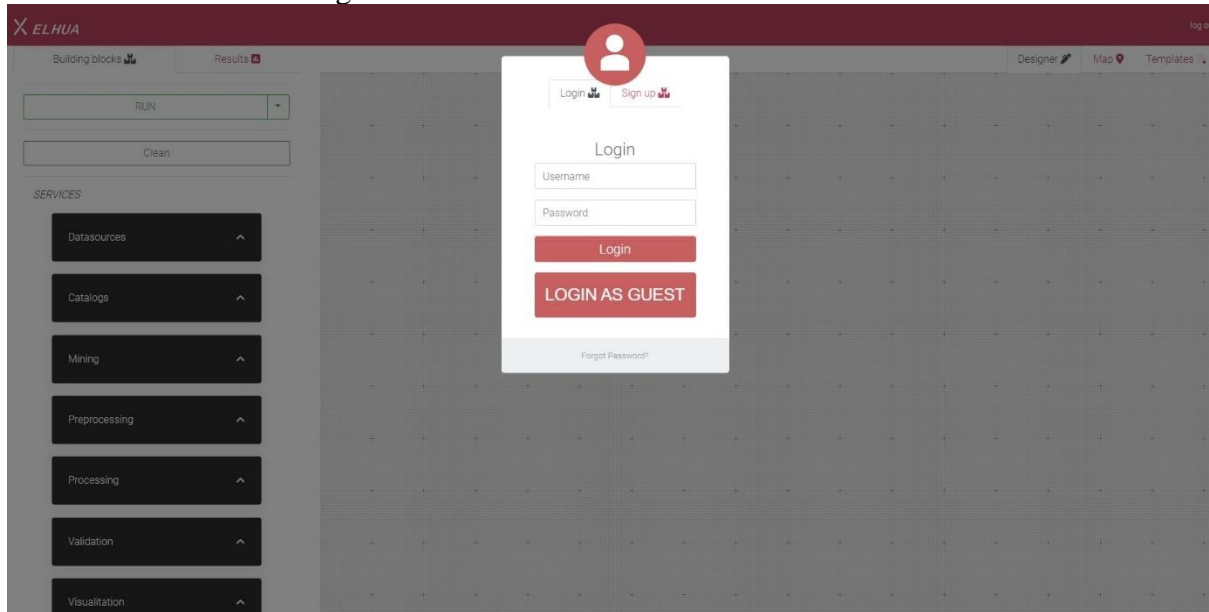 X ELHUA
Building blocks
Results
Designer
Map
Templates
RUN
Clean
SERVICES
Datasources
Catalogs
Mining
Preprocessing
Processing
Validation
Visualitation
Login
Sign up
Login
Username
Password
Login
LOGIN AS GUEST
Forgot Password?